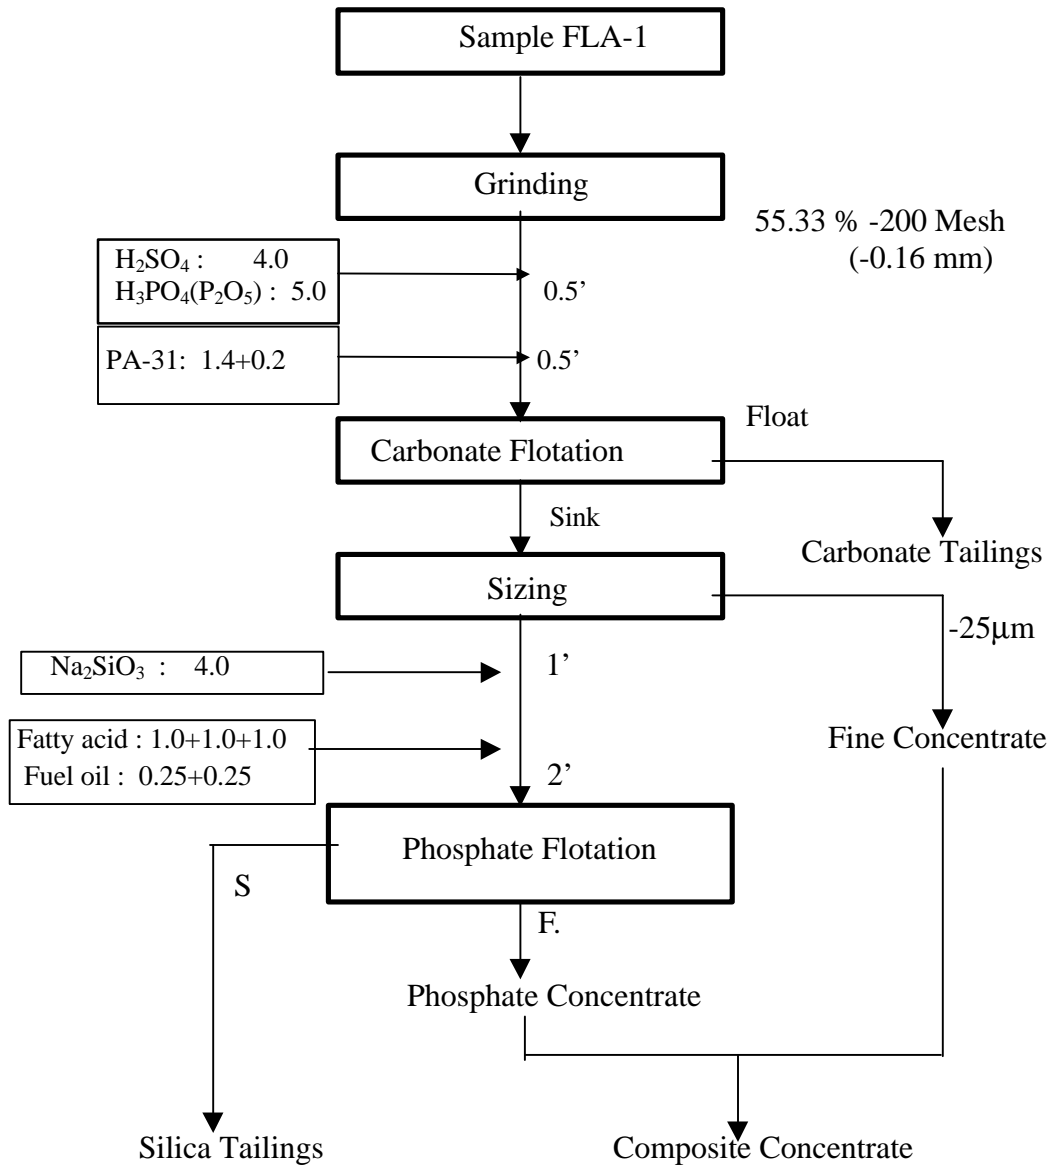 Sample FLA-1
Grinding
55.33 % -200 Mesh
(-0.16 mm)
H₂SO₄ : 4.0
H₃PO₄(P₂O₅) : 5.0
0.5’
PA-31: 1.4+0.2
0.5’
Float
Carbonate Flotation
Sink
Carbonate Tailings
Sizing
-25μm
Na₂SiO₃ : 4.0
1’
Fatty acid : 1.0+1.0+1.0
Fuel oil : 0.25+0.25
Fine Concentrate
2’
Phosphate Flotation
S
F.
Phosphate Concentrate
Silica Tailings
Composite Concentrate